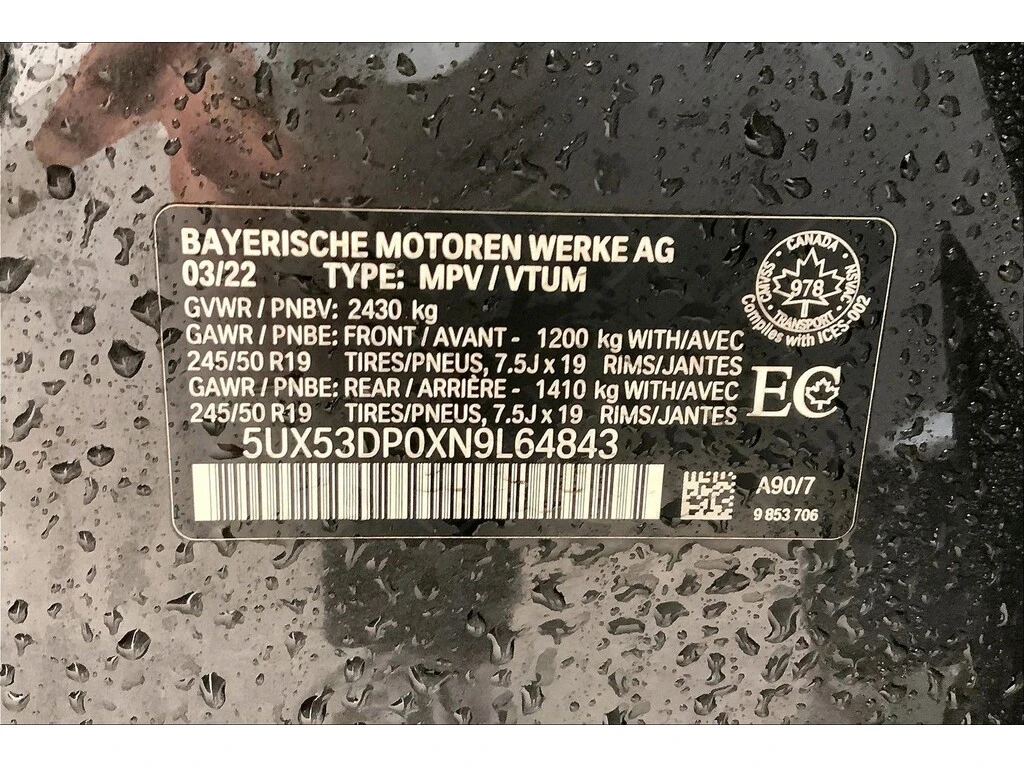 BAYERISCHE MOTOREN WERKE AG
03/22 TYPE: MPV / VTUM
GVWR / PNBV: 2430 kg
GAWR / PNBE: FRONT / AVANT - 1200 kg WITH/AVEC
245/50 R19 TIRES/PNEUS, 7.5J x 19 RIMS/JANTES
GAWR / PNBE: REAR / ARRIÈRE - 1410 kg WITH/AVEC
245/50 R19 TIRES/PNEUS, 7.5J x 19 RIMS/JANTES
5UX53DP0XN9L64843
CANADA
CMVSS
978
NSVAC
TRANSPORT
Complies with ICES-002
EC
A90/7
9 853 706